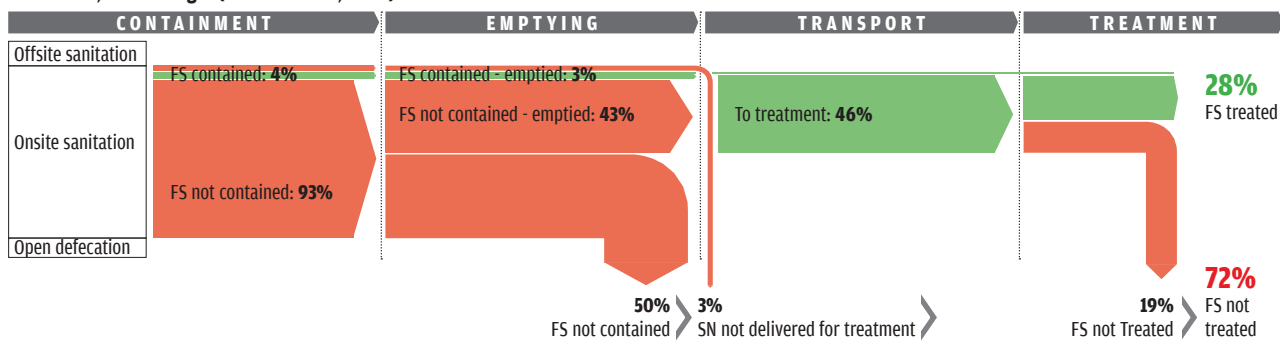 CONTAINMENT
EMPTYING
TRANSPORT
TREATMENT
Offsite sanitation
FS contained: 4%
FS contained - emptied: 3%
28%
FS treated
FS not contained - emptied: 43%
To treatment: 46%
Onsite sanitation
FS not contained: 93%
Open defecation
50%
FS not contained
3%
SN not delivered for treatment
19%
FS not Treated
72%
FS not
treated